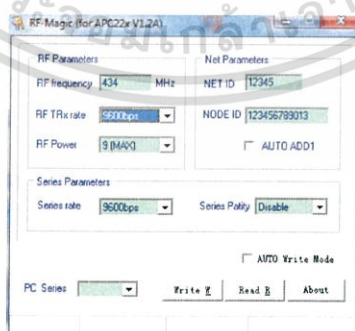 RF-Magic (for APC22x V1.2A)
RF Parameters
RF frequency 434 MHz
RF TRx rate 9600bps
RF Power 9 (MAX)
Net Parameters
NET ID 12345
NODE ID 123456789013
AUTO ADD1
Series Parameters
Series rate 9600bps
Series Patity Disable
AUTO Write Mode
PC Series
Write W
Read R
About